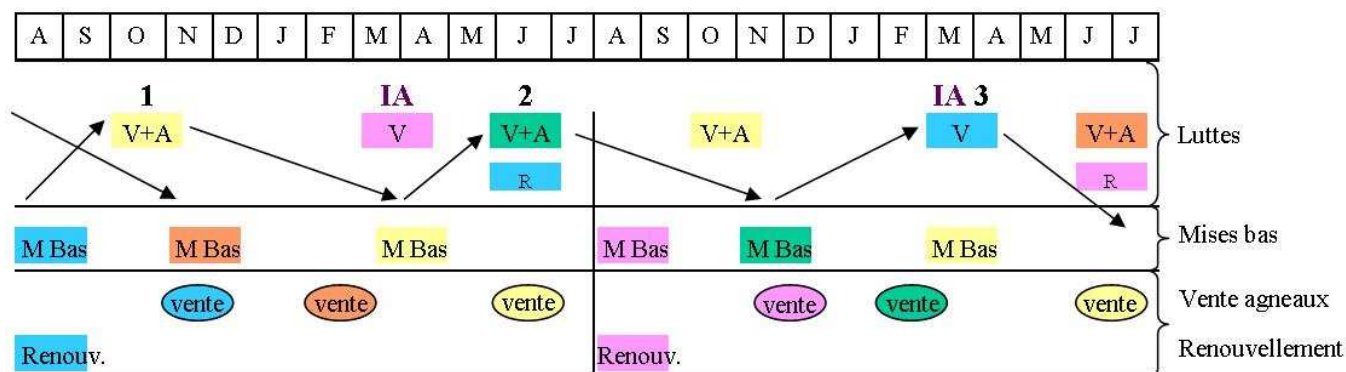 A S O N D J F M A M J J A S O N D J F M A M J J
1 IA 2 IA 3
V+A V V+A V+A V V+A Luttes
R R
M Bas M Bas M Bas M Bas M Bas M Bas Mises bas
vente vente vente vente vente vente Vente agneaux
Renouv. Renouv. Renouvellement